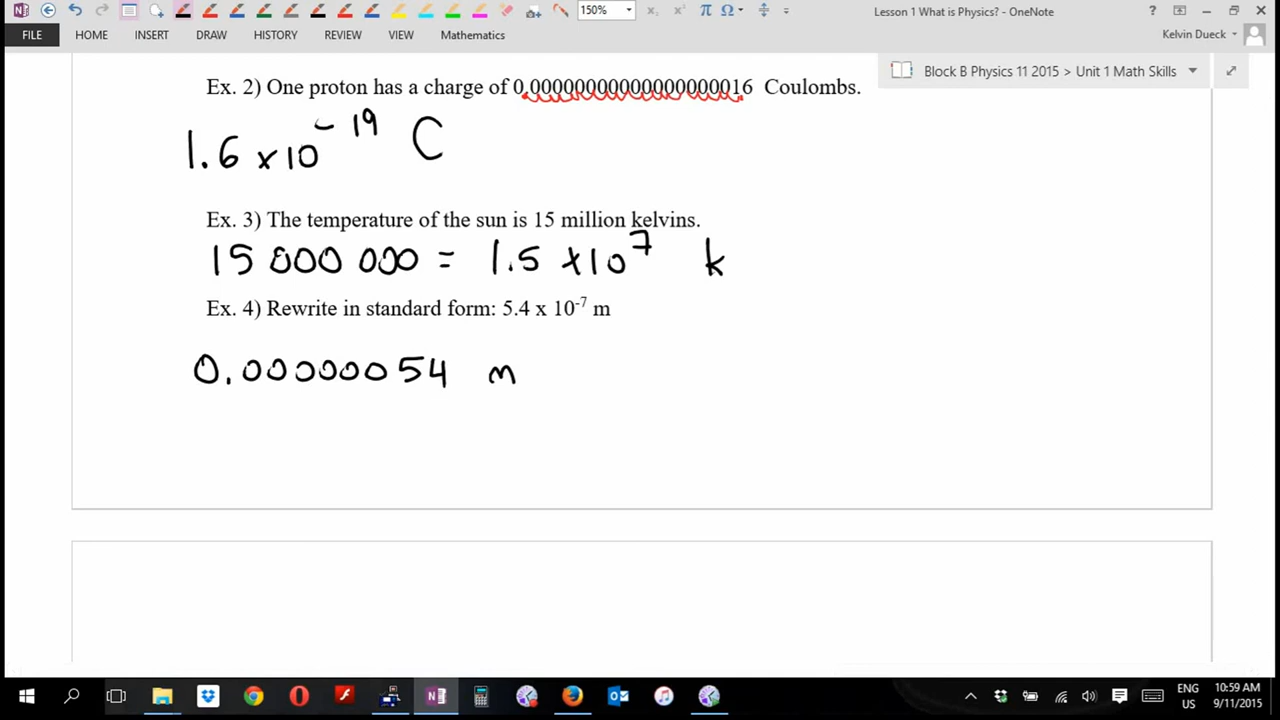 Lesson 1 What is Physics? - OneNote
150%
FILE HOME INSERT DRAW HISTORY REVIEW VIEW Mathematics
Kelvin Dueck
Block B Physics 11 2015 > Unit 1 Math Skills
Ex. 2) One proton has a charge of 0.00000000000000000016 Coulombs.
1.6 x 10^-19 C
Ex. 3) The temperature of the sun is 15 million kelvins.
15 000 000 = 1.5 x 10^7 k
Ex. 4) Rewrite in standard form: 5.4 x 10^-7 m
0.00000054 m
ENG 10:59 AM
US 9/11/2015